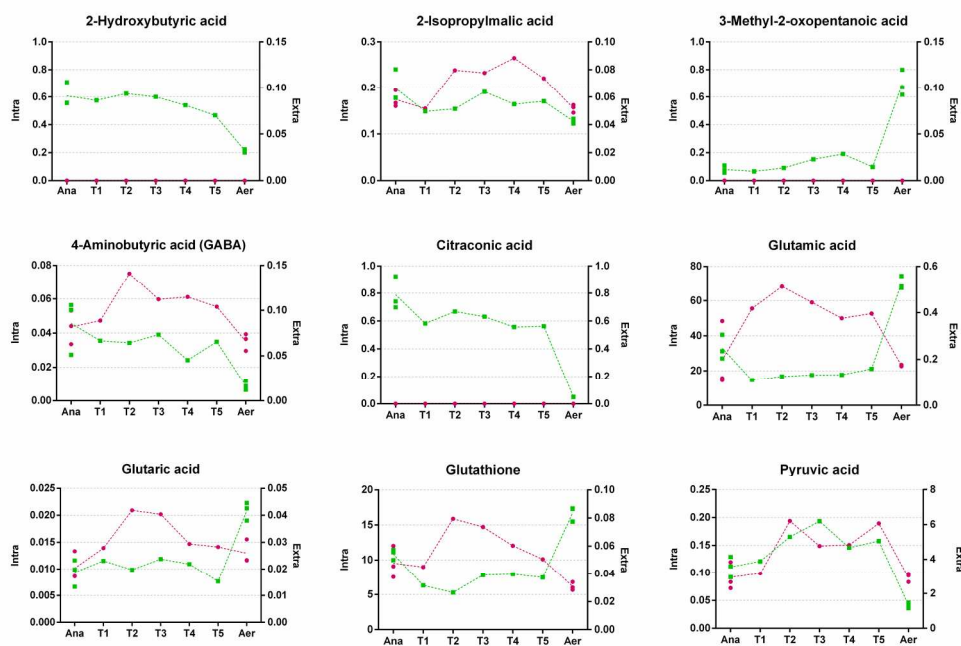 2-Hydroxybutyric acid
1.0 0.8 0.6 0.4 0.2 0.0
Intra
0.15 0.10 0.05 0.00
Extra
Ana T1 T2 T3 T4 T5 Aer
2-Isopropylmalic acid
0.3 0.2 0.1 0.0
Intra
0.10 0.08 0.06 0.04 0.02 0.00
Extra
Ana T1 T2 T3 T4 T5 Aer
3-Methyl-2-oxopentanoic acid
1.0 0.8 0.6 0.4 0.2 0.0
Intra
0.15 0.10 0.05 0.00
Extra
Ana T1 T2 T3 T4 T5 Aer
4-Aminobutyric acid (GABA)
0.08 0.06 0.04 0.02 0.00
Intra
0.15 0.10 0.05 0.00
Extra
Ana T1 T2 T3 T4 T5 Aer
Citraconic acid
1.0 0.8 0.6 0.4 0.2 0.0
Intra
1.0 0.8 0.6 0.4 0.2 0.0
Extra
Ana T1 T2 T3 T4 T5 Aer
Glutamic acid
80 60 40 20 0
Intra
0.6 0.4 0.2 0.0
Extra
Ana T1 T2 T3 T4 T5 Aer
Glutaric acid
0.025 0.020 0.015 0.010 0.005 0.000
Intra
0.05 0.04 0.03 0.02 0.01 0.00
Extra
Ana T1 T2 T3 T4 T5 Aer
Glutathione
20 15 10 5 0
Intra
0.10 0.08 0.06 0.04 0.02 0.00
Extra
Ana T1 T2 T3 T4 T5 Aer
Pyruvic acid
0.25 0.20 0.15 0.10 0.05 0.00
Intra
8 6 4 2 0
Extra
Ana T1 T2 T3 T4 T5 Aer